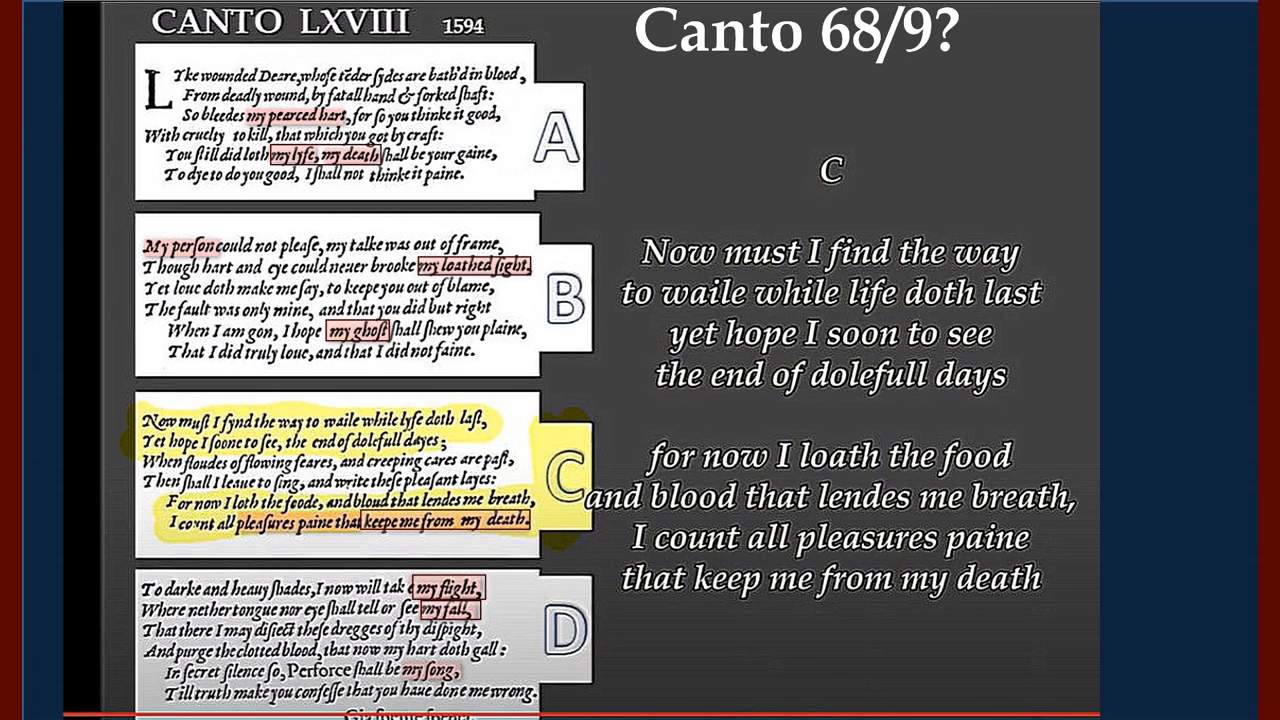 CANTO LXVIII 1594
Canto 68/9?
LYke wounded Deare, whose tēder sydes are bath'd in blood,
From deadly wound, by fatall hand & forked shaft:
So bleedes my pearced hart, for so you thinke it good,
With cruelty to kill, that which you got by craft:
You still did loth my lyfe, my death shall be your gaine,
To dye to do you good, I shall not thinke it paine.
A
My person could not please, my talke was out of frame,
Though hart and eye could neuer brooke my loathed sight,
Yet loue doth make me say, to keepe you out of blame,
The fault was only mine, and that you did but right
When I am gon, I hope my ghost shall shew you plaine,
That I did truly loue, and that I did not faine.
B
Now must I fynd the way to waile while lyfe doth last,
Yet hope I soone to see, the end of dolefull dayes;
When floudes of flowing feares, and creeping cares are past,
Then shall I leaue to sing, and write these pleasant layes:
For now I loth the foode, and bloud that lendes me breath,
I count all pleasures paine that keepe me from my death.
C
To darke and heauy shades, I now will take my flight,
Where nether tongue nor eye shall tell or see my fall,
That there I may disiect these dregges of thy dispight,
And purge the clotted blood, that now my hart doth gall:
In secret silence so, Perforce shall be my song,
Till truth make you confesse that you haue done me wrong.
D
C
Now must I find the way
to waile while life doth last
yet hope I soon to see
the end of dolefull days
for now I loath the food
and blood that lendes me breath,
I count all pleasures paine
that keep me from my death